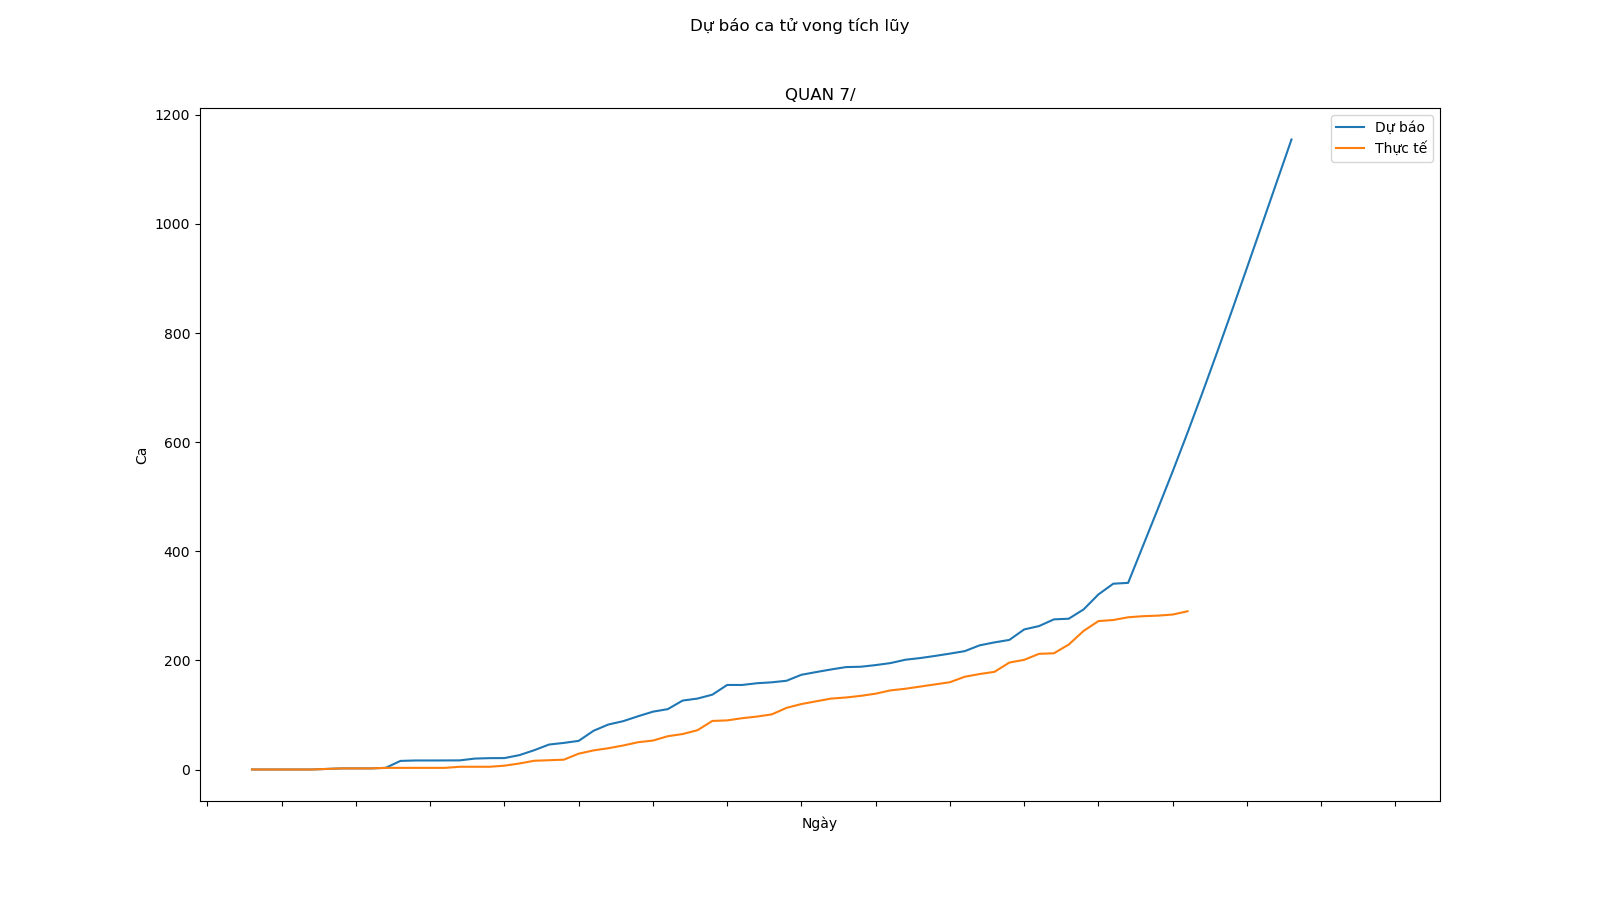 Dự báo ca tử vong tích lũy
QUAN 7/
1200
1000
800
600
400
200
0
Ca
Ngày
Dự báo
Thực tế